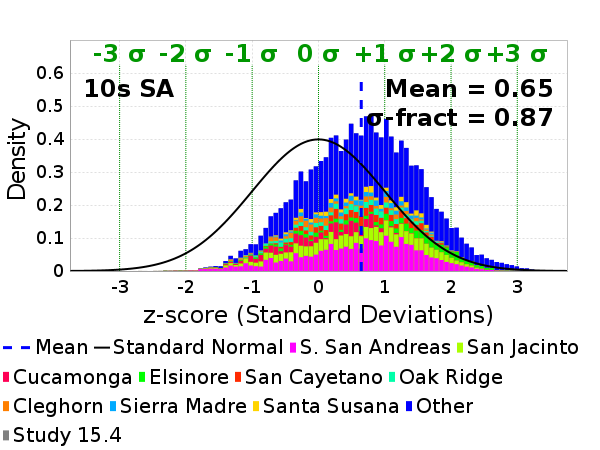 -3 σ -2 σ -1 σ 0 σ +1 σ +2 σ +3 σ
10s SA
Mean = 0.65
σ-fract = 0.87
Density
0.6
0.5
0.4
0.3
0.2
0.1
0
-3 -2 -1 0 1 2 3
z-score (Standard Deviations)
Mean Standard Normal S. San Andreas San Jacinto
Cucamonga Elsinore San Cayetano Oak Ridge
Cleghorn Sierra Madre Santa Susana Other
Study 15.4